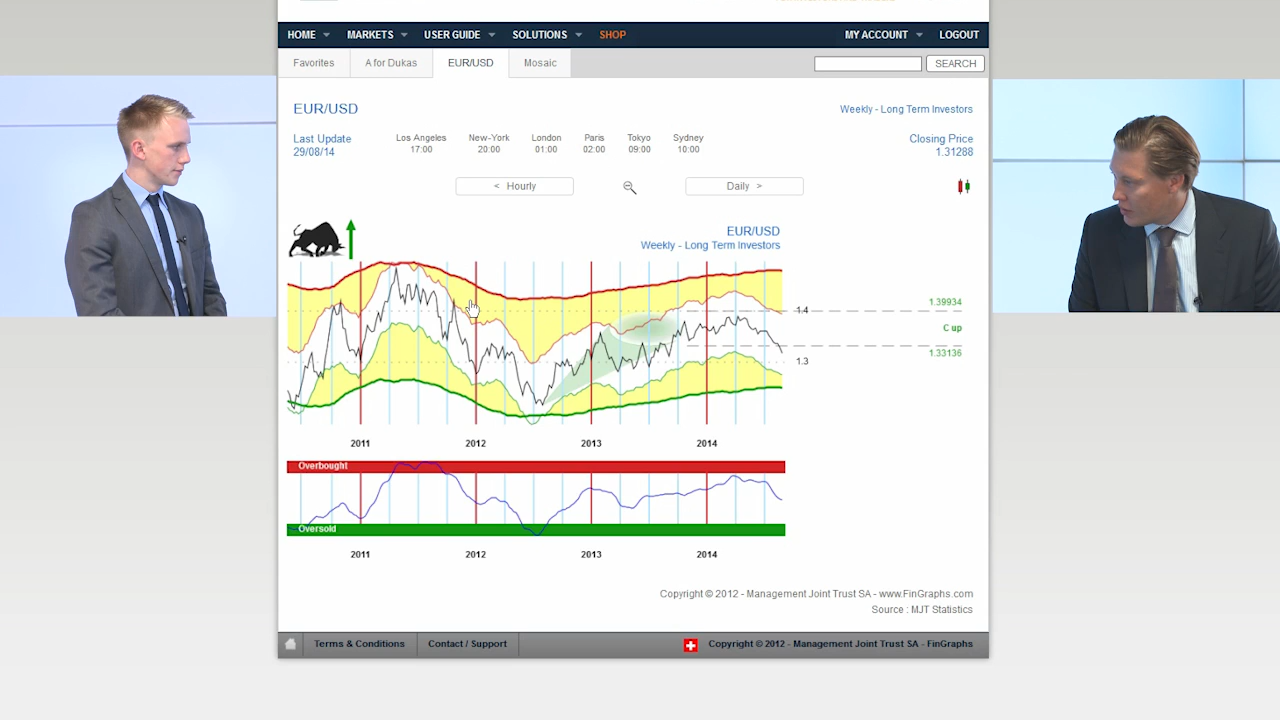 HOME MARKETS USER GUIDE SOLUTIONS SHOP MY ACCOUNT LOGOUT
Favorites A for Dukas EUR/USD Mosaic SEARCH
EUR/USD Weekly - Long Term Investors
Last Update Los Angeles New-York London Paris Tokyo Sydney Closing Price
29/08/14 17:00 20:00 01:00 02:00 09:00 10:00 1.31288
< Hourly Daily >
EUR/USD
Weekly - Long Term Investors
1.39934
1.4
C up
1.33136
1.3
2011 2012 2013 2014
Overbought
Oversold
2011 2012 2013 2014
Copyright © 2012 - Management Joint Trust SA - www.FinGraphs.com
Source : MJT Statistics
Terms & Conditions Contact / Support Copyright © 2012 - Management Joint Trust SA - FinGraphs